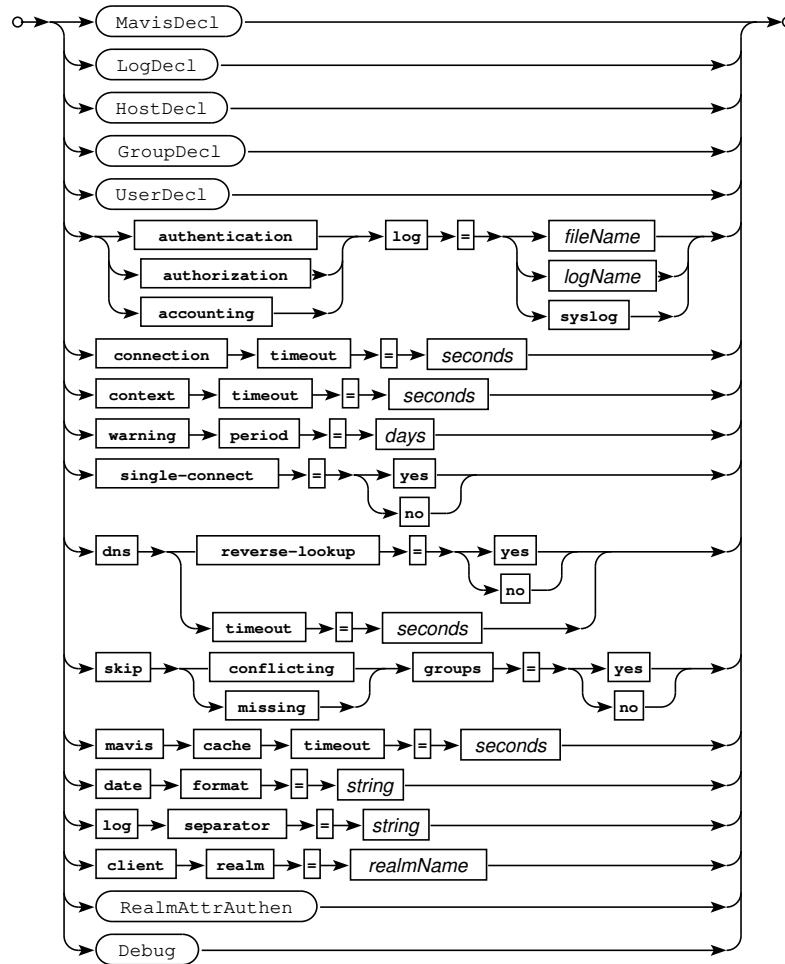 MavisDecl
LogDecl
HostDecl
GroupDecl
UserDecl
authentication log = fileName
authorization logName
accounting syslog
connection timeout = seconds
context timeout = seconds
warning period = days
single-connect = yes
no
dns reverse-lookup = yes
no
timeout = seconds
skip conflicting groups = yes
missing no
mavis cache timeout = seconds
date format = string
log separator = string
client realm = realmName
RealmAttrAuthen
Debug